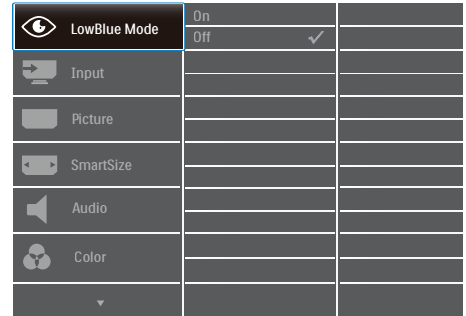 LowBlue Mode
On
Off
Input
Picture
SmartSize
Audio
Color